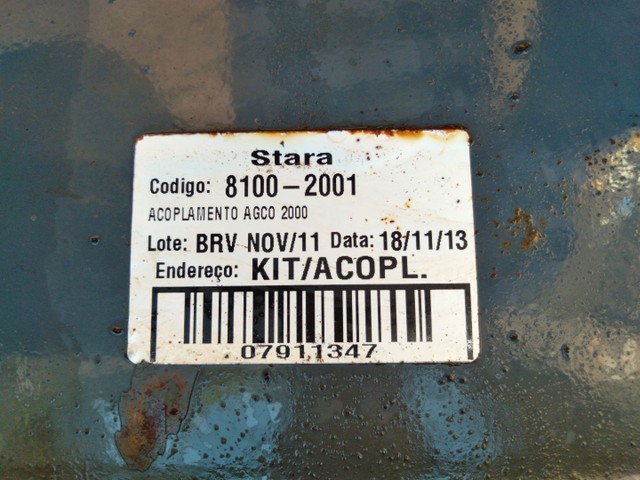 Stara
Codigo: 8100-2001
ACOPLAMENTO AGCO 2000
Lote: BRV NOV/11 Data: 18/11/13
Endereço: KIT/ACOPL.
07911347